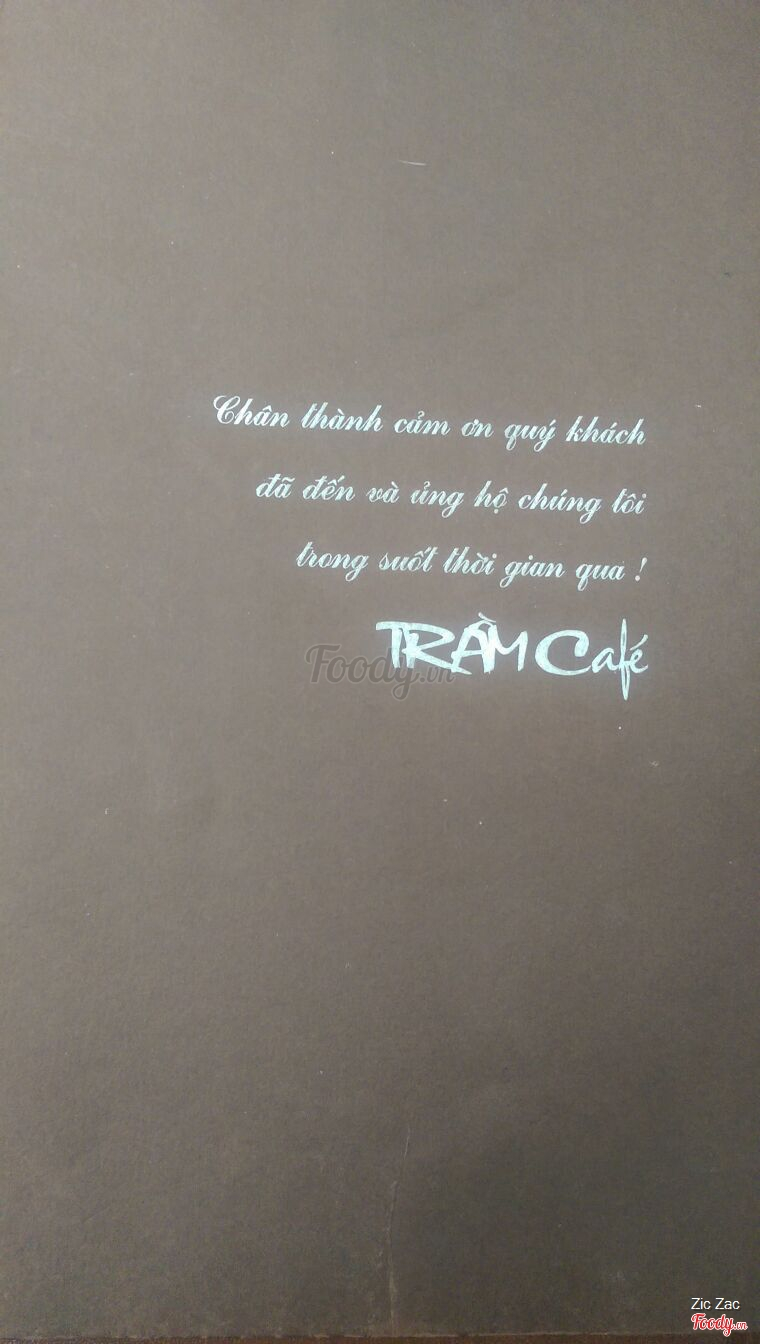 Chân thành cảm ơn quý khách
đã đến và ủng hộ chúng tôi
trong suốt thời gian qua !
TRẦM Café
Foody.vn
Zic Zac
Foody.vn